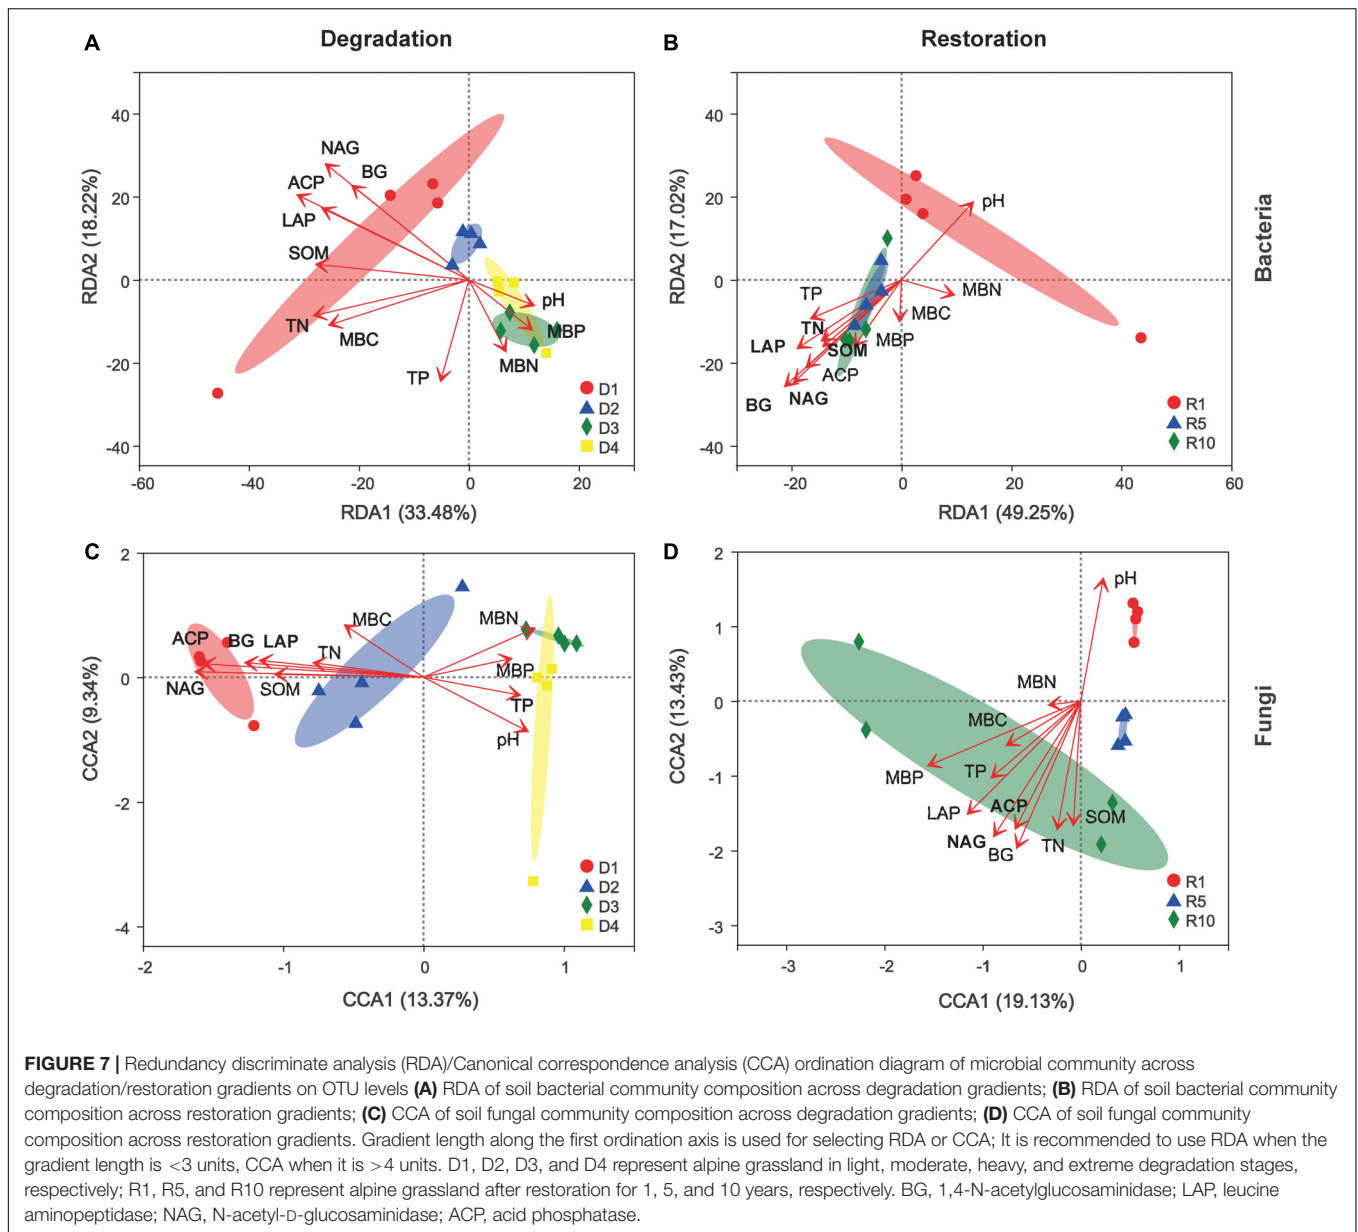 A
Degradation
B
Restoration
RDA2 (18.22%)
40
20
0
-20
-40
-60
-40
-20
0
20
RDA1 (33.48%)
NAG
BG
ACP
LAP
SOM
TN
MBC
TP
pH
MBP
MBN
D1
D2
D3
D4
RDA2 (17.02%)
40
20
0
-20
-40
-20
0
20
40
60
RDA1 (49.25%)
pH
MBN
MBC
TP
TN
MBP
LAP
SOM
ACP
NAG
BG
R1
R5
R10
Bacteria
C
CCA2 (9.34%)
2
0
-2
-4
-2
-1
0
1
CCA1 (13.37%)
ACP
BG
LAP
TN
MBC
NAG
SOM
MBN
MBP
TP
pH
D1
D2
D3
D4
D
CCA2 (13.43%)
2
1
0
-1
-2
-3
-3
-2
-1
0
1
CCA1 (19.13%)
pH
MBN
MBC
MBP
TP
LAP
ACP
SOM
NAG
BG
TN
R1
R5
R10
Fungi
FIGURE 7 | Redundancy discriminate analysis (RDA)/Canonical correspondence analysis (CCA) ordination diagram of microbial community across
degradation/restoration gradients on OTU levels (A) RDA of soil bacterial community composition across degradation gradients; (B) RDA of soil bacterial community
composition across restoration gradients; (C) CCA of soil fungal community composition across degradation gradients; (D) CCA of soil fungal community
composition across restoration gradients. Gradient length along the first ordination axis is used for selecting RDA or CCA; It is recommended to use RDA when the
gradient length is <3 units, CCA when it is >4 units. D1, D2, D3, and D4 represent alpine grassland in light, moderate, heavy, and extreme degradation stages,
respectively; R1, R5, and R10 represent alpine grassland after restoration for 1, 5, and 10 years, respectively. BG, 1,4-N-acetylglucosaminidase; LAP, leucine
aminopeptidase; NAG, N-acetyl-D-glucosaminidase; ACP, acid phosphatase.